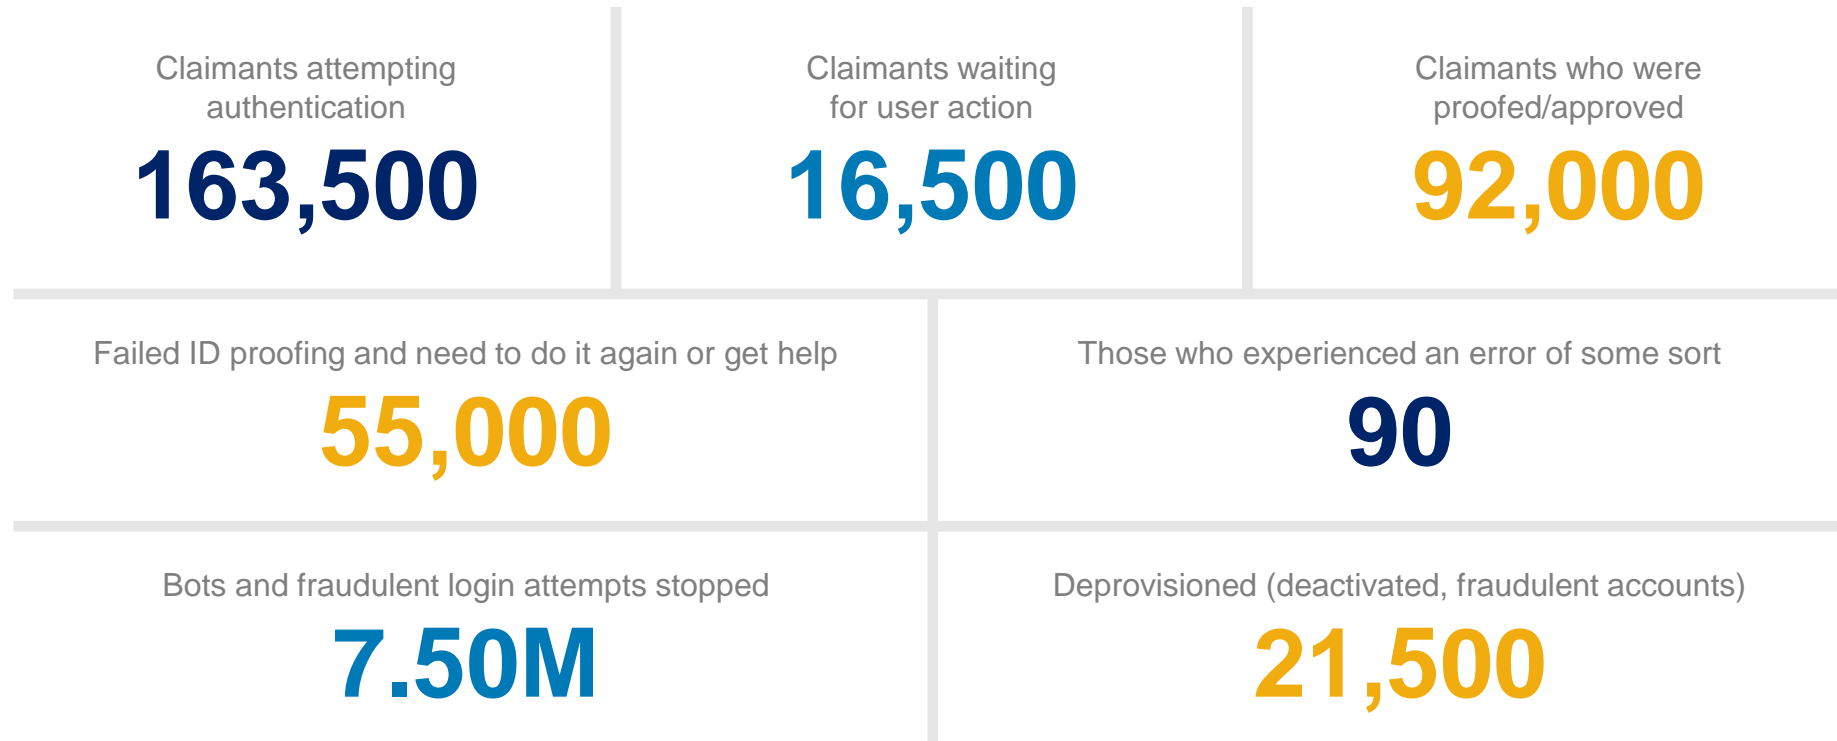 Claimants attempting
authentication
163,500
Claimants waiting
for user action
16,500
Claimants who were
proofed/approved
92,000
Failed ID proofing and need to do it again or get help
55,000
Those who experienced an error of some sort
90
Bots and fraudulent login attempts stopped
7.50M
Deprovisioned (deactivated, fraudulent accounts)
21,500